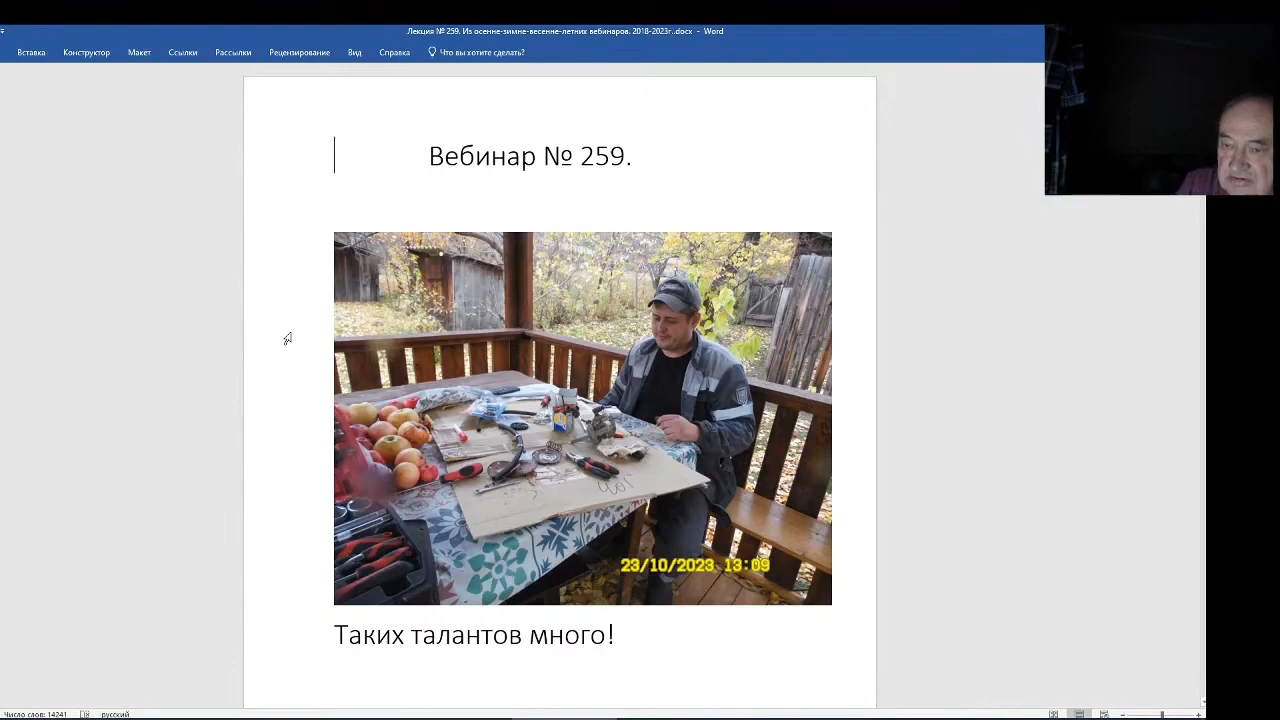 Лекция № 259. Из осенне-зимне-весенне-летних вебинаров. 2018-2023г..docx - Word
Вставка Конструктор Макет Ссылки Рассылки Рецензирование Вид Справка Что вы хотите сделать?
Вебинар № 259.
23/10/2023 13:09
Таких талантов много!
Число слов: 14241 русский